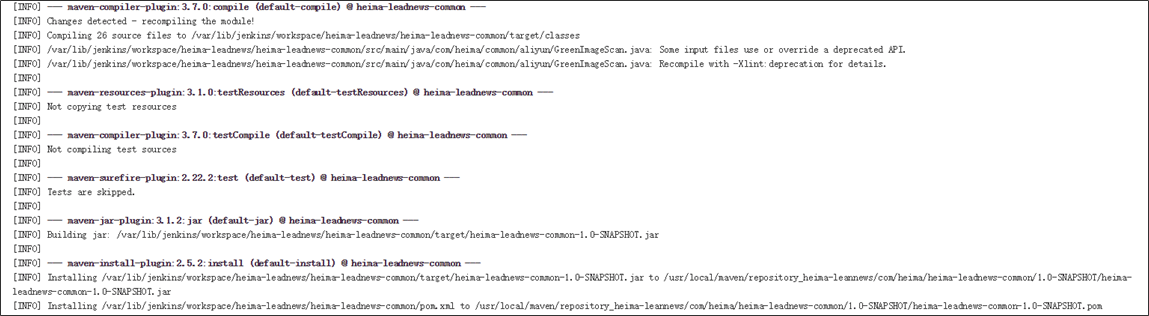 [INFO] --- maven-compiler-plugin:3.7.0:compile (default-compile) @ heima-leadnews-common ---
[INFO] Changes detected - recompiling the module!
[INFO] Compiling 26 source files to /var/lib/jenkins/workspace/heima-leadnews/heima-leadnews-common/target/classes
[INFO] /var/lib/jenkins/workspace/heima-leadnews/heima-leadnews-common/src/main/java/com/heima/common/aliyun/GreenImageScan.java: Some input files use or override a deprecated API.
[INFO] /var/lib/jenkins/workspace/heima-leadnews/heima-leadnews-common/src/main/java/com/heima/common/aliyun/GreenImageScan.java: Recompile with -Xlint:deprecation for details.
[INFO]
[INFO] --- maven-resources-plugin:3.1.0:testResources (default-testResources) @ heima-leadnews-common ---
[INFO] Not copying test resources
[INFO]
[INFO] --- maven-compiler-plugin:3.7.0:testCompile (default-testCompile) @ heima-leadnews-common ---
[INFO] Not compiling test sources
[INFO]
[INFO] --- maven-surefire-plugin:2.22.2:test (default-test) @ heima-leadnews-common ---
[INFO] Tests are skipped.
[INFO]
[INFO] --- maven-jar-plugin:3.1.2:jar (default-jar) @ heima-leadnews-common ---
[INFO] Building jar: /var/lib/jenkins/workspace/heima-leadnews/heima-leadnews-common/target/heima-leadnews-common-1.0-SNAPSHOT.jar
[INFO]
[INFO] --- maven-install-plugin:2.5.2:install (default-install) @ heima-leadnews-common ---
[INFO] Installing /var/lib/jenkins/workspace/heima-leadnews/heima-leadnews-common/target/heima-leadnews-common-1.0-SNAPSHOT.jar to /usr/local/maven/repository_heima-leannews/com/heima/heima-leadnews-common/1.0-SNAPSHOT/heima-
leadnews-common-1.0-SNAPSHOT.jar
[INFO] Installing /var/lib/jenkins/workspace/heima-leadnews/heima-leadnews-common/pom.xml to /usr/local/maven/repository_heima-leannews/com/heima/heima-leadnews-common/1.0-SNAPSHOT/heima-leadnews-common-1.0-SNAPSHOT.pom